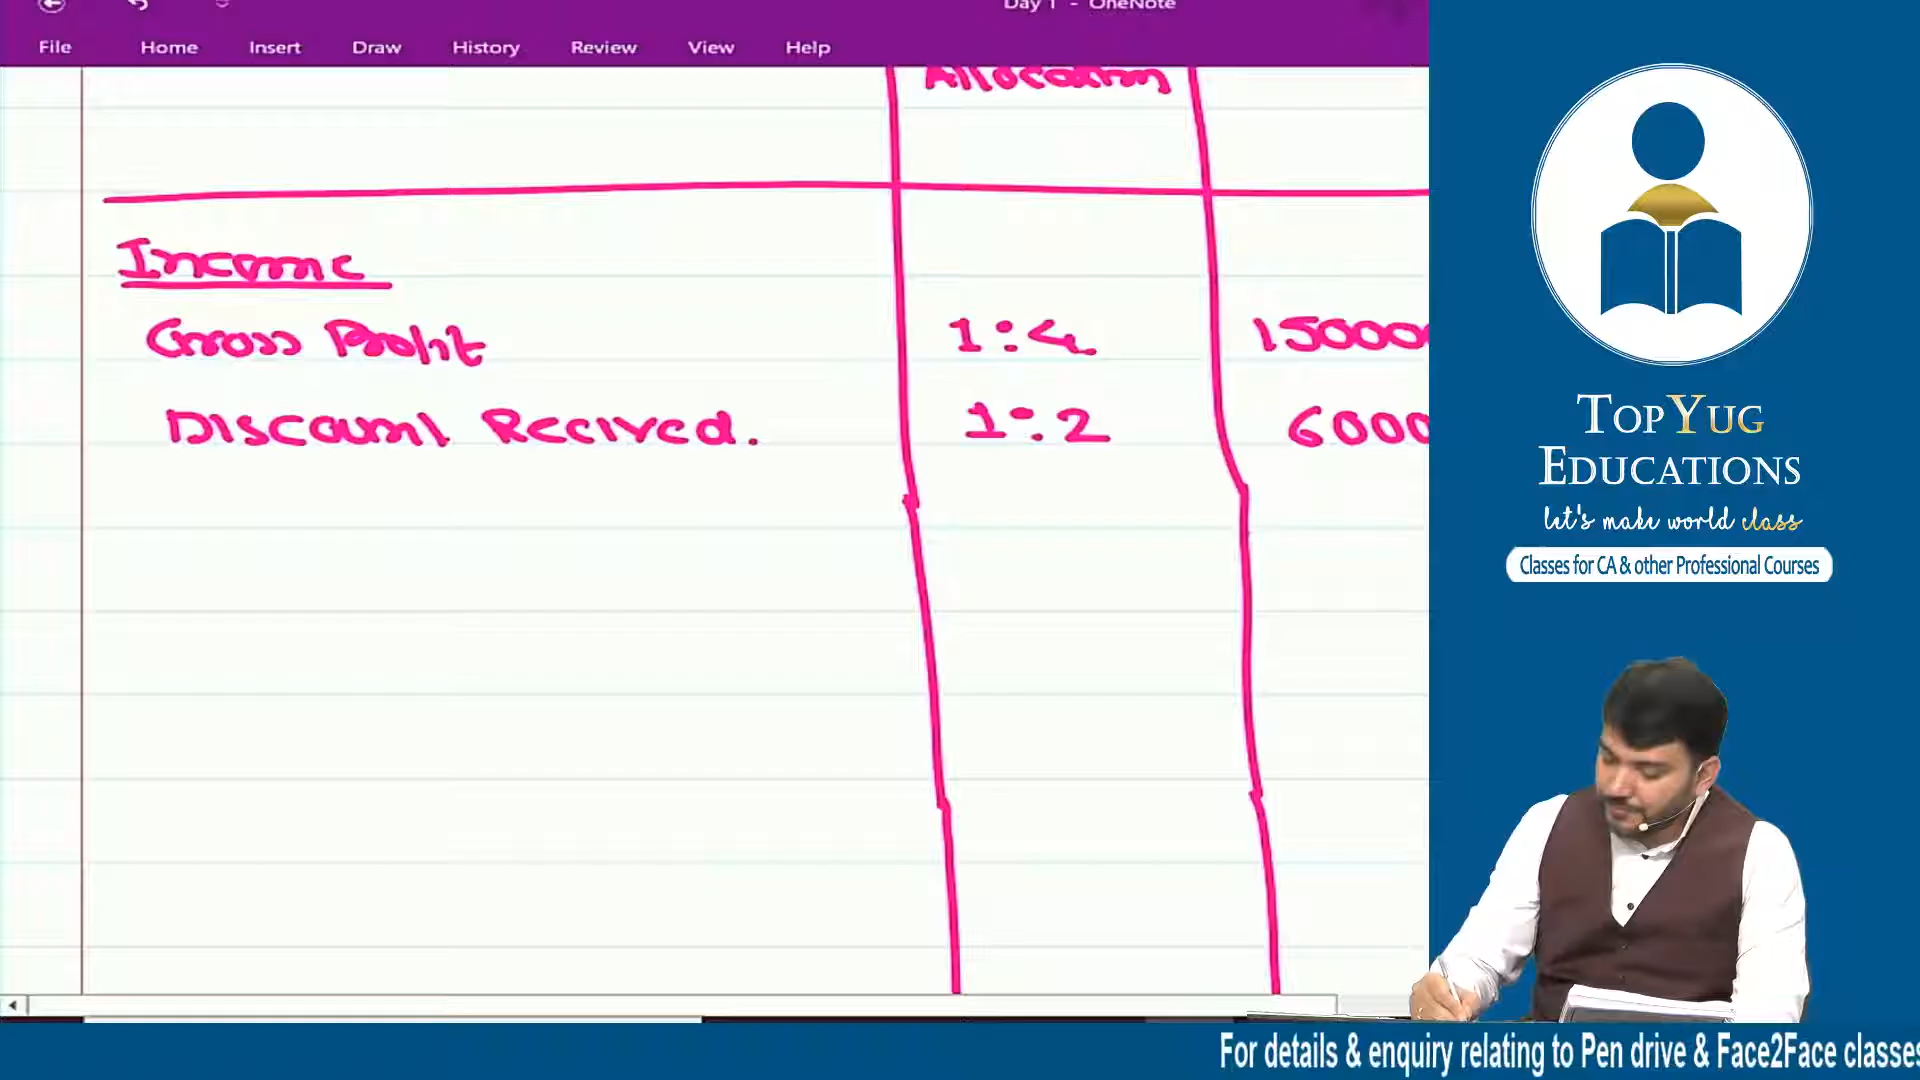 Day 1 - OneNote
File Home Insert Draw History Review View Help
Allocation
Income
Gross Profit 1:4 15000
Discount Recived. 1:2 6000
TOPYUG
EDUCATIONS
let's make world class
Classes for CA & other Professional Courses
For details & enquiry relating to Pen drive & Face2Face classes